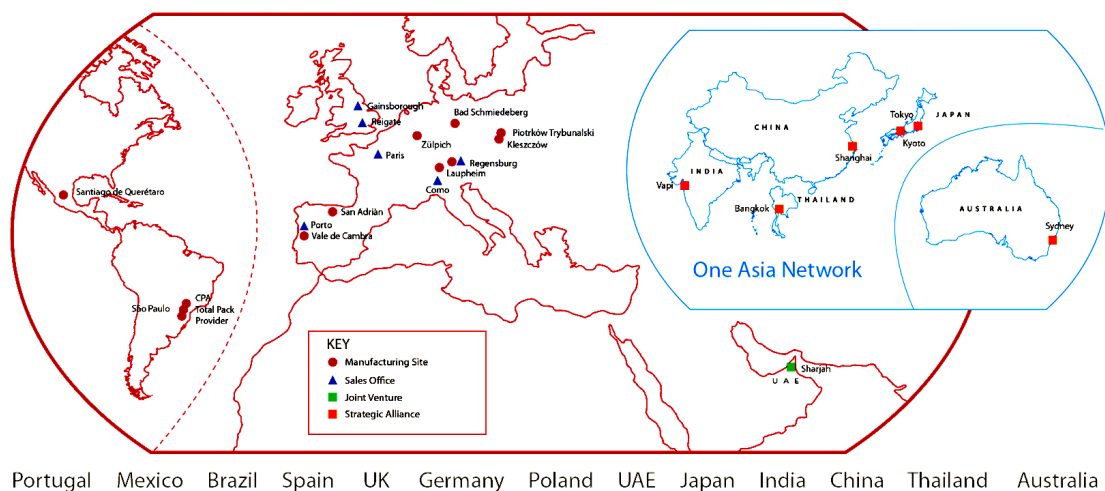 Gainsborough
Reigate
Bad Schmiedeberg
Piotrków Trybunalski
Kleszczów
Zülpich
Paris
Regensburg
Laupheim
Como
Santiago de Querétaro
San Adriàn
Porto
Vale de Cambra
CPA
São Paulo
Total Pack
Provider
KEY
Manufacturing Site
Sales Office
Joint Venture
Strategic Alliance
Sharjah
UAE
CHINA
Tokyo
JAPAN
Kyoto
Shanghai
INDIA
Vapi
THAILAND
Bangkok
AUSTRALIA
Sydney
One Asia Network
Portugal Mexico Brazil Spain UK Germany Poland UAE Japan India China Thailand Australia